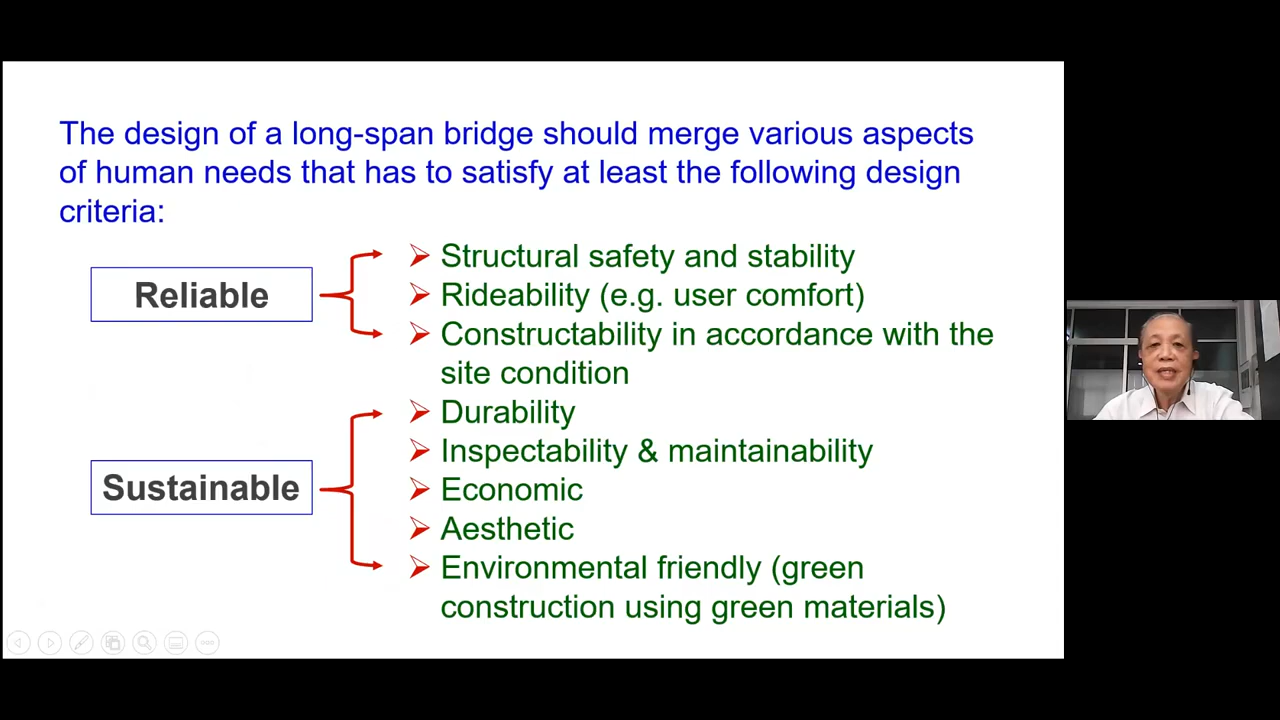 The design of a long-span bridge should merge various aspects
of human needs that has to satisfy at least the following design
criteria:
Reliable
Structural safety and stability
Rideability (e.g. user comfort)
Constructability in accordance with the
site condition
Sustainable
Durability
Inspectability & maintainability
Economic
Aesthetic
Environmental friendly (green
construction using green materials)